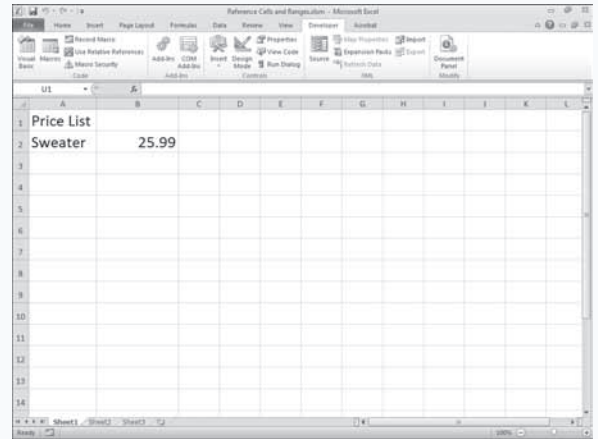 Reference Cells and Ranges.xlsm - Microsoft Excel
File Home Insert Page Layout Formulas Data Review View Developer Acrobat
Visual Basic
Macros
Record Macro
Use Relative References
Macro Security
Code
Add-Ins
COM Add-Ins
Add-Ins
Insert
Design Mode
Properties
View Code
Run Dialog
Controls
Source
Map Properties
Expansion Packs
Refresh Data
Import
Export
XML
Document Panel
Modify
U1 fx
A B C D E F G H I J K L
1 Price List
2 Sweater 25.99
3
4
5
6
7
8
9
10
11
12
13
14
Sheet1 Sheet2 Sheet3
Ready 100%